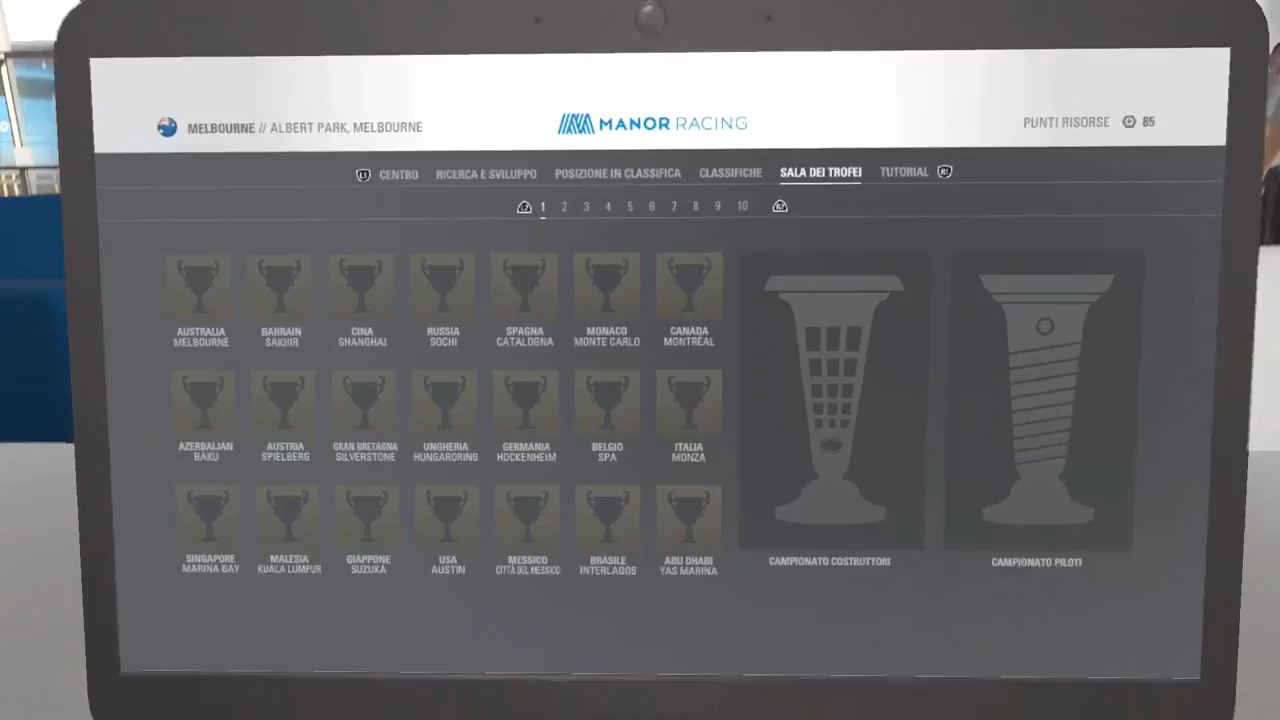 MELBOURNE // ALBERT PARK, MELBOURNE
MANOR RACING
PUNTI RISORSE 85
L1 CENTRO RICERCA E SVILUPPO POSIZIONE IN CLASSIFICA CLASSIFICHE SALA DEI TROFEI TUTORIAL R1
L2 1 2 3 4 5 6 7 8 9 10 R2
AUSTRALIA
MELBOURNE
BAHRAIN
SAKHIR
CINA
SHANGHAI
RUSSIA
SOCHI
SPAGNA
CATALOGNA
MONACO
MONTE CARLO
CANADA
MONTRÉAL
AZERBAIJAN
BAKU
AUSTRIA
SPIELBERG
GRAN BRETAGNA
SILVERSTONE
UNGHERIA
HUNGARORING
GERMANIA
HOCKENHEIM
BELGIO
SPA
ITALIA
MONZA
SINGAPORE
MARINA BAY
MALESIA
KUALA LUMPUR
GIAPPONE
SUZUKA
USA
AUSTIN
MESSICO
CITTÀ DEL MESSICO
BRASILE
INTERLAGOS
ABU DHABI
YAS MARINA
CAMPIONATO COSTRUTTORI
CAMPIONATO PILOTI